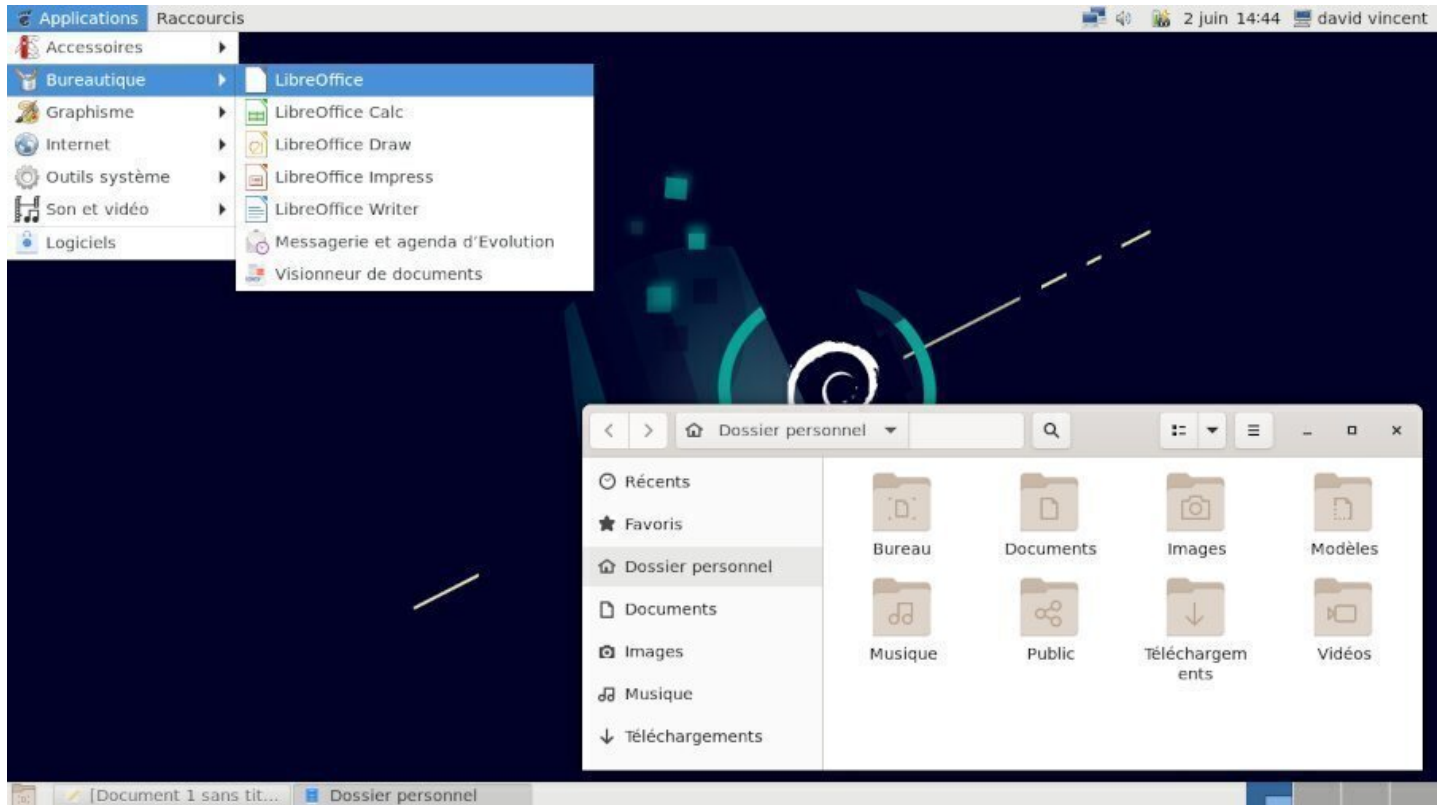 Applications Raccourcis 2 juin 14:44 david vincent
Accessoires
Bureautique
Graphisme
Internet
Outils système
Son et vidéo
Logiciels
LibreOffice
LibreOffice Calc
LibreOffice Draw
LibreOffice Impress
LibreOffice Writer
Messagerie et agenda d’Evolution
Visionneur de documents
Dossier personnel
Récents
Favoris
Dossier personnel
Documents
Images
Musique
Téléchargements
Bureau Documents Images Modèles
Musique Public Téléchargem Vidéos
ents
[Document 1 sans tit... Dossier personnel